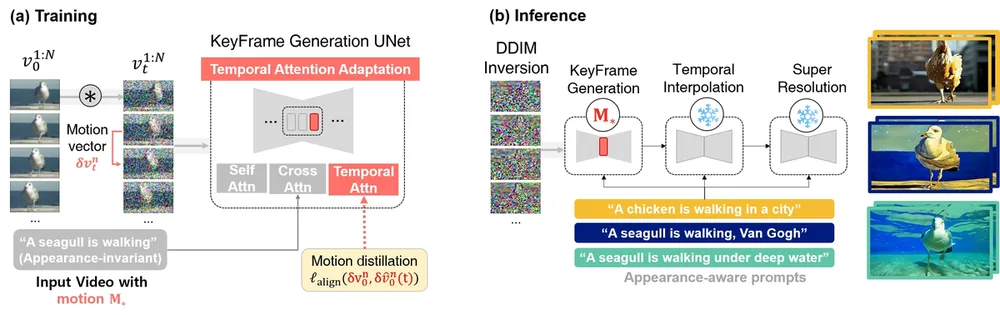 (a) Training
v_0^{1:N}
v_t^{1:N}
*
Motion
vector
δv_t^n
...
...
"A seagull is walking"
(Appearance-invariant)
Input Video with
motion M_*
KeyFrame Generation UNet
Temporal Attention Adaptation
...
...
Self
Attn
Cross
Attn
Temporal
Attn
Motion distillation
ℓ_align(δv_0^n, δv̂_0^n(t))
(b) Inference
DDIM
Inversion
...
KeyFrame
Generation
M_*
Temporal
Interpolation
Super
Resolution
"A chicken is walking in a city"
"A seagull is walking, Van Gogh"
"A seagull is walking under deep water"
Appearance-aware prompts